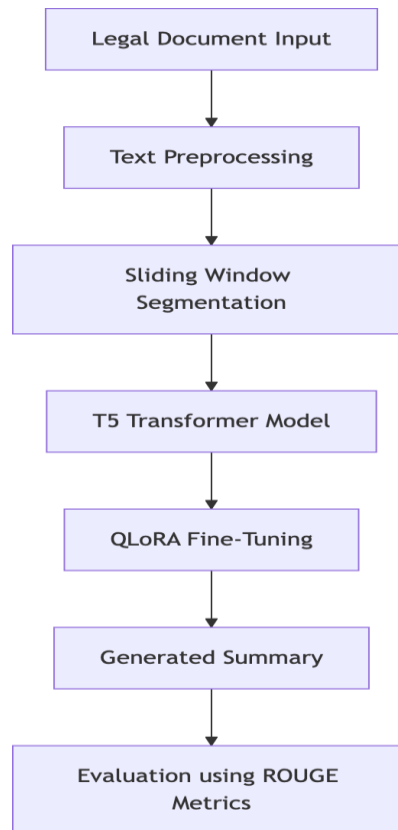 Legal Document Input
Text Preprocessing
Sliding Window
Segmentation
T5 Transformer Model
QLoRA Fine-Tuning
Generated Summary
Evaluation using ROUGE
Metrics